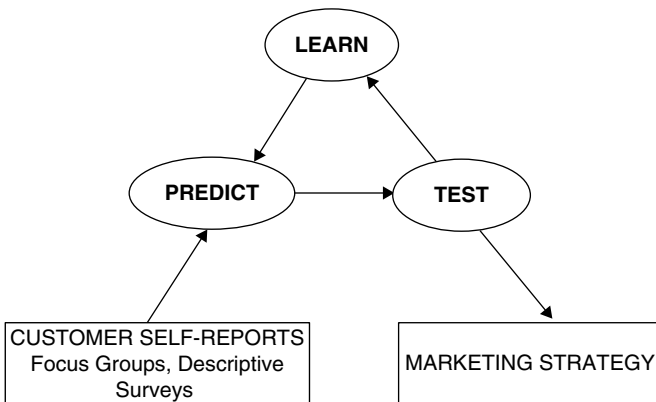 LEARN
PREDICT
TEST
CUSTOMER SELF-REPORTS
Focus Groups, Descriptive
Surveys
MARKETING STRATEGY